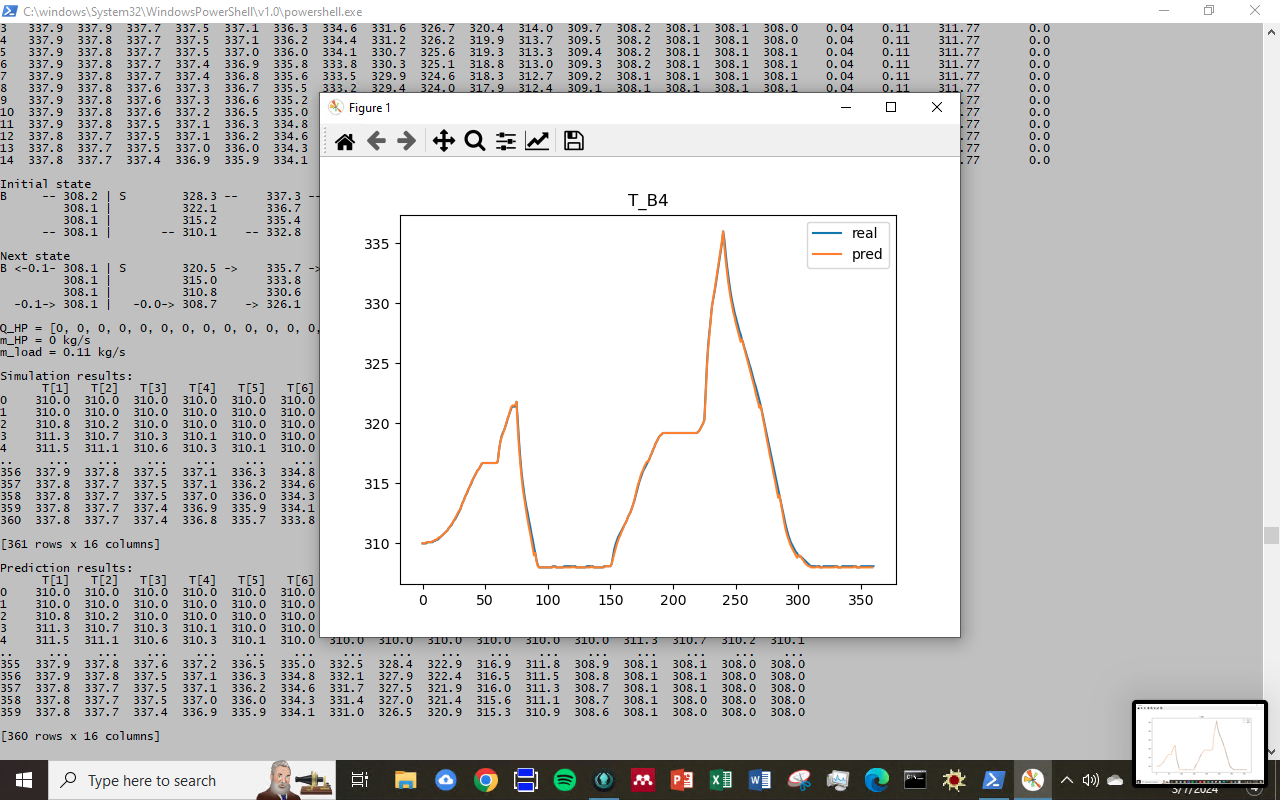 C:\windows\System32\WindowsPowerShell\v1.0\powershell.exe
3 337.9 337.9 337.7 337.5 337.1 336.3 334.6 331.6 326.7 320.4 314.0 309.7 308.2 308.1 308.1 308.0 0.04 0.11 311.77 0.0
4 337.9 337.8 337.7 337.5 337.1 336.2 334.4 331.2 326.2 319.9 313.7 309.5 308.2 308.1 308.1 308.0 0.04 0.11 311.77 0.0
5 337.9 337.8 337.7 337.5 337.0 336.0 334.1 330.7 325.6 319.3 313.3 309.4 308.2 308.1 308.1 308.0 0.04 0.11 311.77 0.0
6 337.9 337.8 337.7 337.4 336.9 335.8 333.8 330.3 325.1 318.8 313.0 309.3 308.2 308.1 308.1 308.0 0.04 0.11 311.77 0.0
7 337.9 337.8 337.7 337.4 336.8 335.6 333.5 329.9 324.6 318.3 312.7 309.2 308.1 308.1 308.1 308.0 0.04 0.11 311.77 0.0
8 337.9 337.8 337.6 337.3 336.7 335.5 333.2 329.4 324.0 317.9 312.4 309.1 308.1 308.1 308.1 308.0 0.04 0.11 311.77 0.0
9 337.9 337.8 337.6 337.3 336.6 335.2 .77 0.0
10 337.9 337.8 337.6 337.2 336.5 335.0 .77 0.0
11 337.9 337.8 337.5 337.1 336.3 334.8 .77 0.0
12 337.8 337.7 337.5 337.1 336.2 334.6 .77 0.0
13 337.8 337.7 337.5 337.0 336.0 334.3 .77 0.0
14 337.8 337.7 337.4 336.9 335.9 334.1 .77 0.0
Initial state
B -- 308.2 | S 328.3 -- 337.3 --
308.1 | 322.1 336.7
308.1 | 315.2 335.4
-- 308.1 | -- 310.1 -- 332.8
Next state
B <-0.1- 308.1 | S 320.5 -> 335.7 ->
308.1 | 315.0 333.8
308.1 | 310.8 330.6
-0.1-> 308.1 | -0.0-> 308.7 -> 326.1
Q_HP = [0, 0, 0, 0, 0, 0, 0, 0, 0, 0, 0, 0, 0,
m_HP = 0 kg/s
m_load = 0.11 kg/s
Simulation results:
T[1] T[2] T[3] T[4] T[5] T[6]
0 310.0 310.0 310.0 310.0 310.0 310.0
1 310.0 310.0 310.0 310.0 310.0 310.0
2 310.8 310.2 310.0 310.0 310.0 310.0
3 311.3 310.7 310.3 310.1 310.0 310.0
4 311.5 311.1 310.6 310.3 310.1 310.0
.. ... ... ... ... ... ...
356 337.9 337.8 337.5 337.1 336.3 334.8
357 337.8 337.7 337.5 337.1 336.2 334.6
358 337.8 337.7 337.5 337.0 336.0 334.3
359 337.8 337.7 337.4 336.9 335.9 334.1
360 337.8 337.7 337.4 336.8 335.7 333.8
[361 rows x 16 columns]
Prediction results:
T[1] T[2] T[3] T[4] T[5] T[6]
0 310.0 310.0 310.0 310.0 310.0 310.0
1 310.0 310.0 310.0 310.0 310.0 310.0
2 310.8 310.2 310.0 310.0 310.0 310.0
3 311.3 310.7 310.3 310.1 310.0 310.0
4 311.5 311.1 310.6 310.3 310.1 310.0 310.0 310.0 310.0 310.0 310.0 310.0 311.3 310.7 310.2 310.1
.. ... ... ... ... ... ... ... ... ... ... ... ... ... ... ... ...
355 337.9 337.8 337.6 337.2 336.5 335.0 332.5 328.4 322.9 316.9 311.8 308.9 308.1 308.1 308.0 308.0
356 337.9 337.8 337.5 337.1 336.3 334.8 332.1 327.9 322.4 316.5 311.5 308.8 308.1 308.1 308.0 308.0
357 337.8 337.7 337.5 337.1 336.2 334.6 331.7 327.5 321.9 316.0 311.3 308.7 308.1 308.1 308.0 308.0
358 337.8 337.7 337.5 337.0 336.0 334.3 331.4 327.0 321.4 315.6 311.1 308.7 308.1 308.0 308.0 308.0
359 337.8 337.7 337.4 336.9 335.9 334.1 331.0 326.5 320.9 315.3 310.9 308.6 308.1 308.0 308.0 308.0
[360 rows x 16 columns]
Figure 1
T_B4
real
pred
335
330
325
320
315
310
0 50 100 150 200 250 300 350
Type here to search
3/7/2024